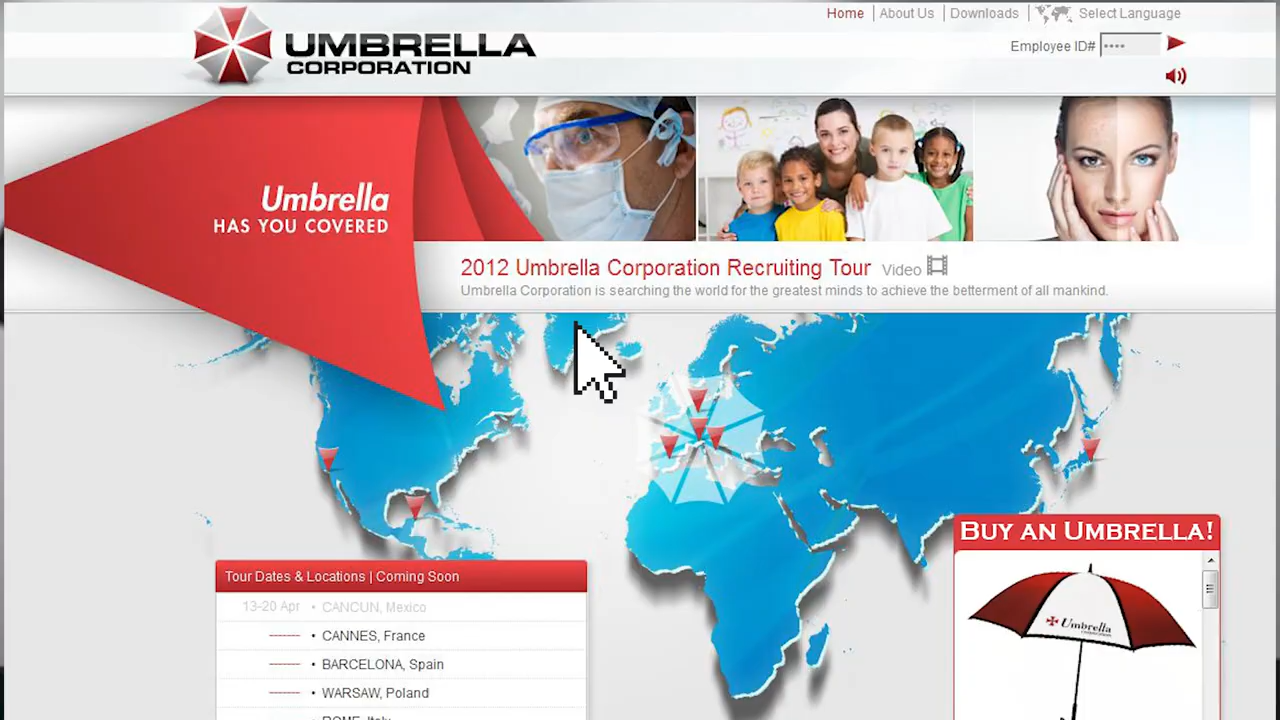 Home | About Us | Downloads | Select Language
UMBRELLA
CORPORATION
Employee ID#
Umbrella
HAS YOU COVERED
2012 Umbrella Corporation Recruiting Tour Video
Umbrella Corporation is searching the world for the greatest minds to achieve the betterment of all mankind.
BUY AN UMBRELLA!
Tour Dates & Locations | Coming Soon
13-20 Apr • CANCUN, Mexico
• CANNES, France
• BARCELONA, Spain
• WARSAW, Poland
Umbrella